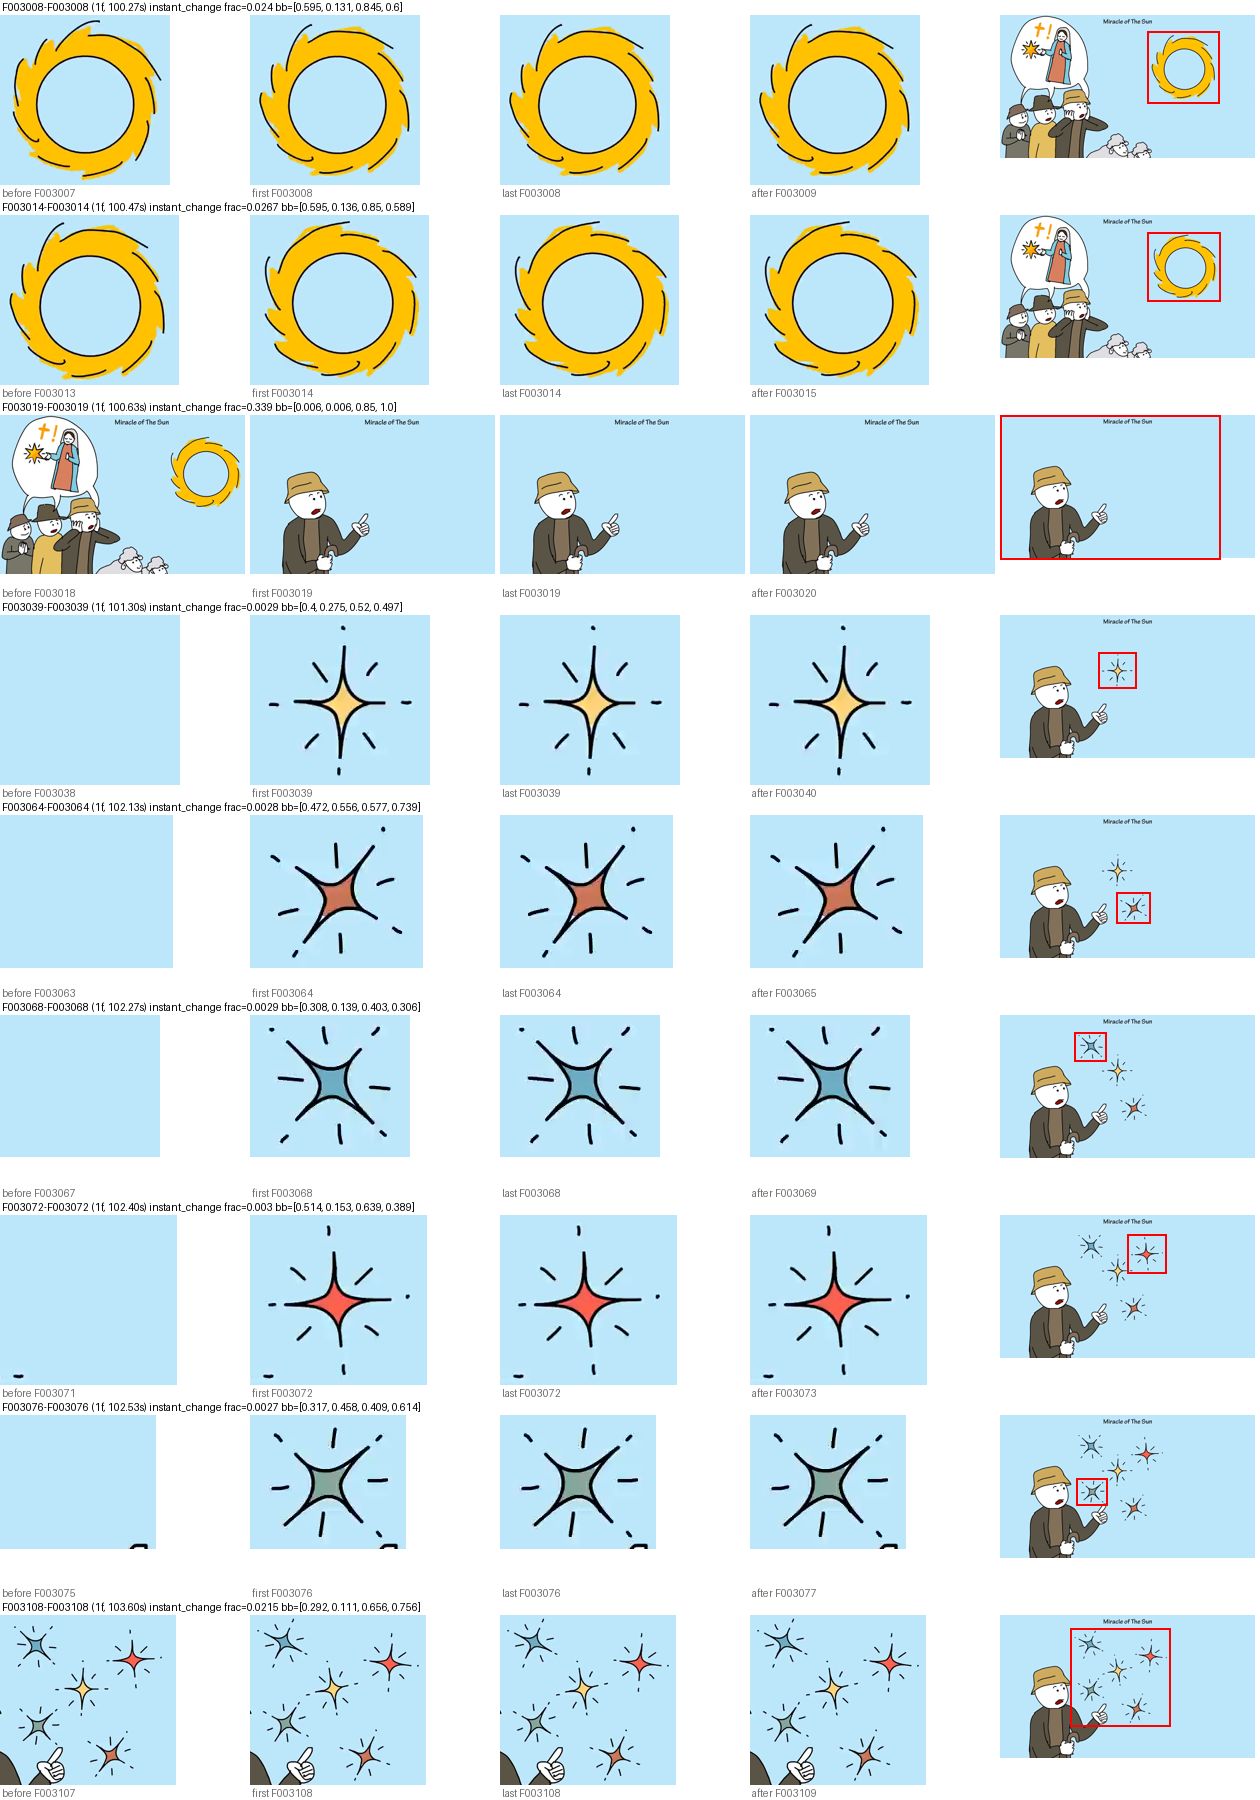 F003008-F003008 (1f, 100.27s) instant_change frac=0.024 bb=[0.595, 0.131, 0.845, 0.6]
Miracle of The Sun
†!
before F003007
first F003008
last F003008
after F003009
F003014-F003014 (1f, 100.47s) instant_change frac=0.0267 bb=[0.595, 0.136, 0.85, 0.589]
Miracle of The Sun
†!
before F003013
first F003014
last F003014
after F003015
F003019-F003019 (1f, 100.63s) instant_change frac=0.339 bb=[0.006, 0.006, 0.85, 1.0]
Miracle of The Sun
Miracle of The Sun
Miracle of The Sun
Miracle of The Sun
Miracle of The Sun
†!
before F003018
first F003019
last F003019
after F003020
F003039-F003039 (1f, 101.30s) instant_change frac=0.0029 bb=[0.4, 0.275, 0.52, 0.497]
Miracle of The Sun
before F003038
first F003039
last F003039
after F003040
F003064-F003064 (1f, 102.13s) instant_change frac=0.0028 bb=[0.472, 0.556, 0.577, 0.739]
Miracle of The Sun
before F003063
first F003064
last F003064
after F003065
F003068-F003068 (1f, 102.27s) instant_change frac=0.0029 bb=[0.308, 0.139, 0.403, 0.306]
Miracle of The Sun
before F003067
first F003068
last F003068
after F003069
F003072-F003072 (1f, 102.40s) instant_change frac=0.003 bb=[0.514, 0.153, 0.639, 0.389]
Miracle of The Sun
before F003071
first F003072
last F003072
after F003073
F003076-F003076 (1f, 102.53s) instant_change frac=0.0027 bb=[0.317, 0.458, 0.409, 0.614]
Miracle of The Sun
before F003075
first F003076
last F003076
after F003077
F003108-F003108 (1f, 103.60s) instant_change frac=0.0215 bb=[0.292, 0.111, 0.656, 0.756]
Miracle of The Sun
before F003107
first F003108
last F003108
after F003109